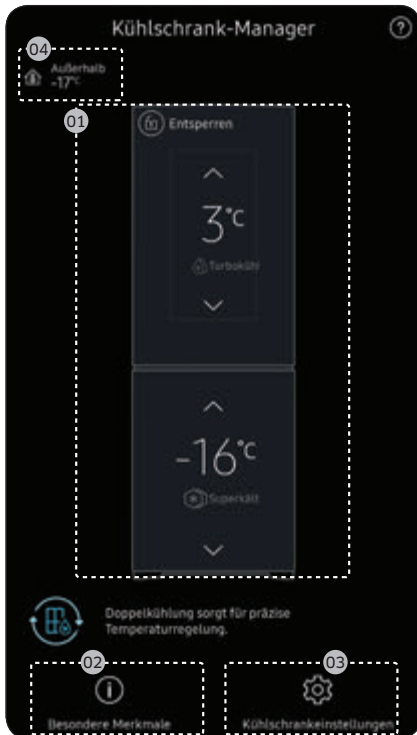 Kühlschrank-Manager
?
04
Außerhalb
-17°C
01
Entsperren
3°C
Turbokühl
-16°C
Superkält
Doppelkühlung sorgt für präzise
Temperaturregelung.
02
03
Besondere Merkmale
Kühlschrankeinstellungen